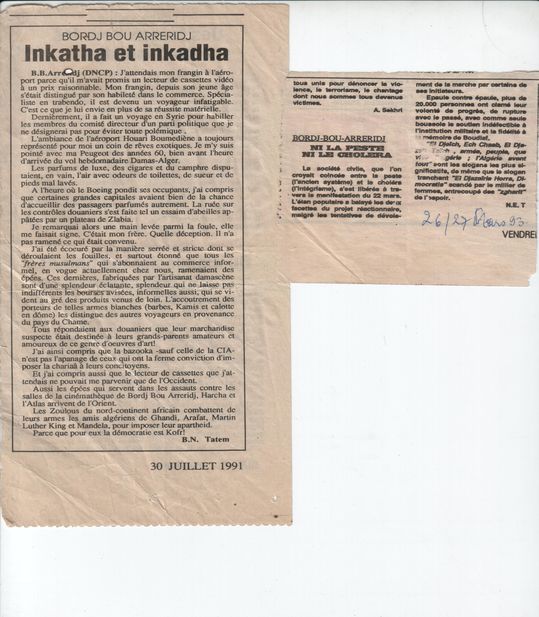 BORDJ BOU ARRERIDJ
Inkatha et inkadha
B.B.Arreridj (DNCP) : J'attendais mon frangin à l'aéro-
port parce qu'il m'avait promis un lecteur de cassettes vidéo
à un prix raisonnable. Mon frangin, depuis son jeune âge
s'était distingué par son habileté dans le commerce. Spécia-
liste en trabendo, il est devenu un voyageur infatigable.
C'est ce que je lui envie en plus de sa réussite matérielle.
Dernièrement, il a fait un voyage en Syrie pour habiller
les membres du comité directeur d'un parti politique que je
ne désignerai pas pour éviter toute polémique
L'ambiance de l'aéroport Houari Boumediène a toujours
représenté pour moi un coin de rêves exotiques. Je m'y suis
pointé avec ma Peugeot des années 60, bien avant l'heure
d'arrivée du vol hebdomadaire Damas-Alger.
Les parfums de luxe, des cigares et du camphre dispu-
taient, en vain, l'air avec odeurs de toilettes, de sueur et de
pieds mal lavés.
A l'heure où le Boeing pondit ses occupants, j'ai compris
que certaines grandes capitales avaient bien de la chance
d'accueillir des passagers parfumés autrement. La ruée sur
les contrôles douaniers s'est faite tel un essaim d'abeilles ap-
pâtées par un plateau de Zlabia.
Je remarquai alors une main levée parmi la foule, elle
me faisait signe. C'était mon frère. Quelle déception. Il n'a
pas ramené ce qui était convenu.
J'ai été écoeuré par la manière serrée et stricte dont se
déroulaient les fouilles, et surtout étonné que tous les
"frères musulmans" qui s'abonnaient au commerce infor-
mel, en vogue actuellement chez nous, ramenaient des
épées. Ces dernières, fabriquées par l'artisanat damascène
sont d'une splendeur éclatante, splendeur qui ne laisse pas
indifférents les boursas avisées, informelles aussi, qui se vi-
dent au gré des produits venus de loin. L'accoutrement des
porteurs de telles armes blanches (barbes, Kamis et calotte
en dôme) les distingue des autres voyageurs en provenance
du pays du Chame.
Tous répondaient aux douaniers que leur marchandise
suspecte était destinée à leurs grands-parents amateurs et
amoureux de ce genre d'oeuvres d'art!
J'ai ainsi compris que la bazooka -sauf celle de la CIA-
n'est pas l'apanage de ceux qui ont la ferme conviction d'im-
poser la chariaâ à leurs concitoyens.
Et j'ai compris aussi que le lecteur de cassettes que j'at-
tendais ne pouvait me parvenir que de l'Occident.
Aussi les épées qui servent dans les assauts contre les
salles de la cinémathèque de Bordj Bou Arreridj, Harcha et
l'Atlas arrivent de l'Orient.
Les Zoulous du nord-continent africain combattent de
leurs armes les amis algériens de Ghandi, Arafat, Martin
Luther King et Mandela, pour imposer leur apartheid.
Parce que pour eux la démocratie est Kofr!
B.N. Tatem
30 JUILLET 1991
tous unis pour dénoncer la vio-
lence, le terrorisme, le chantage
dont nous sommes tous devenus
victimes.
A. Sakhri
BORDJ-BOU-ARRERIDJ
NI LA PESTE
NI LE CHOLERA
La société civile, que l'on
croyait coincée entre la peste
(l'ancien système) et le choléra
(l'intégrisme), s'est libérée à tra-
vers la manifestation du 22 mars.
L'élan populaire a balayé les deux
facettes du projet réactionnaire,
malgré les tentatives de dévoie-
ment de la marche par certains de
ses initiateurs.
Epaule contre épaule, plus de
20.000 personnes ont clamé leur
volonté de progrès, de rupture
avec le passé, avec comme seule
boussole le soutien indéfectible à
l'institution militaire et la fidélité à
la mémoire de Boudiaf.
"El Djeich, Ech Chaab, El Dja-
armée, peuple, que
vive gérie ; "l'Algérie avant
tout" sont les slogans les plus si-
gnificatifs, de même que le slogan
tranchant "El Djazaïria Horra, Di-
mocratia" scandé par le millier de
femmes, entrecoupé des "zgharit"
de l'espoir.
N.E. T
26/27 Mars 93
VENDREDI